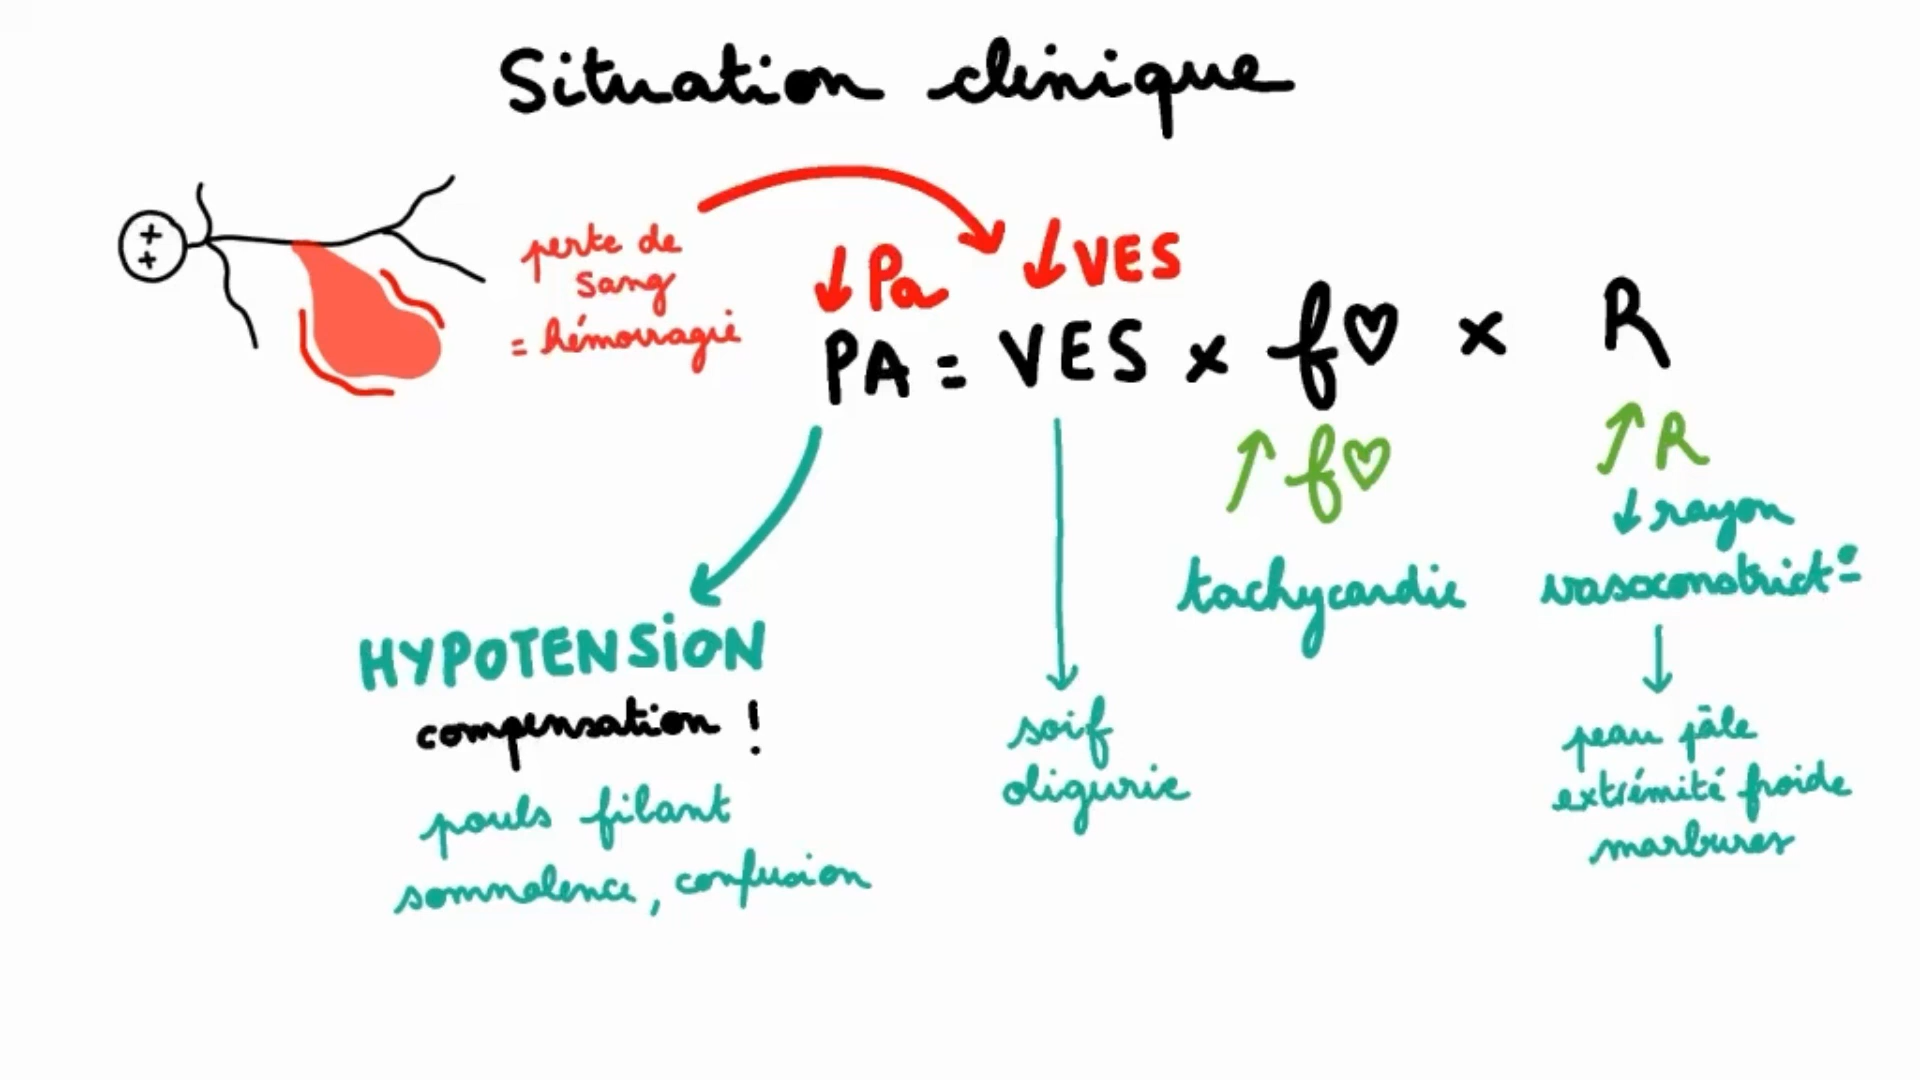 Situation clinique
+
+
perte de
sang
= hémorragie
↓ Pa
↓ VES
PA = VES x f♡ x R
↑ f♡
tachycardie
↑ R
↓ rayon
vasoconstrict°
peau pâle
extrémité froide
marbures
soif
oligurie
HYPOTENSiON
compensation !
pouls filant
somnolence, confusion